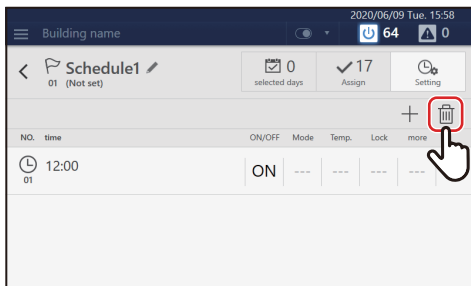 2020/06/09 Tue. 15:58
Building name
64
0
Schedule1
01 (Not set)
0
selected days
17
Assign
Setting
NO. time ON/OFF Mode Temp. Lock more
12:00 ON --- --- --- ---
01